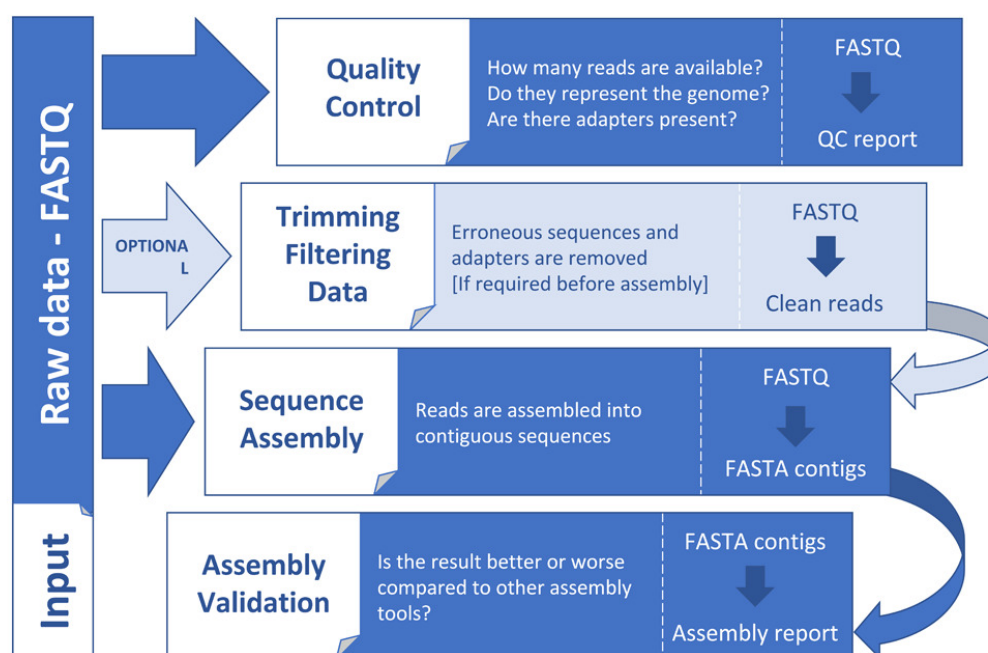 Raw data - FASTQ
Input
Quality
Control
How many reads are available?
Do they represent the genome?
Are there adapters present?
FASTQ
QC report
OPTIONA
L
Trimming
Filtering
Data
Erroneous sequences and
adapters are removed
[If required before assembly]
FASTQ
Clean reads
Sequence
Assembly
Reads are assembled into
contiguous sequences
FASTQ
FASTA contigs
Assembly
Validation
Is the result better or worse
compared to other assembly
tools?
FASTA contigs
Assembly report